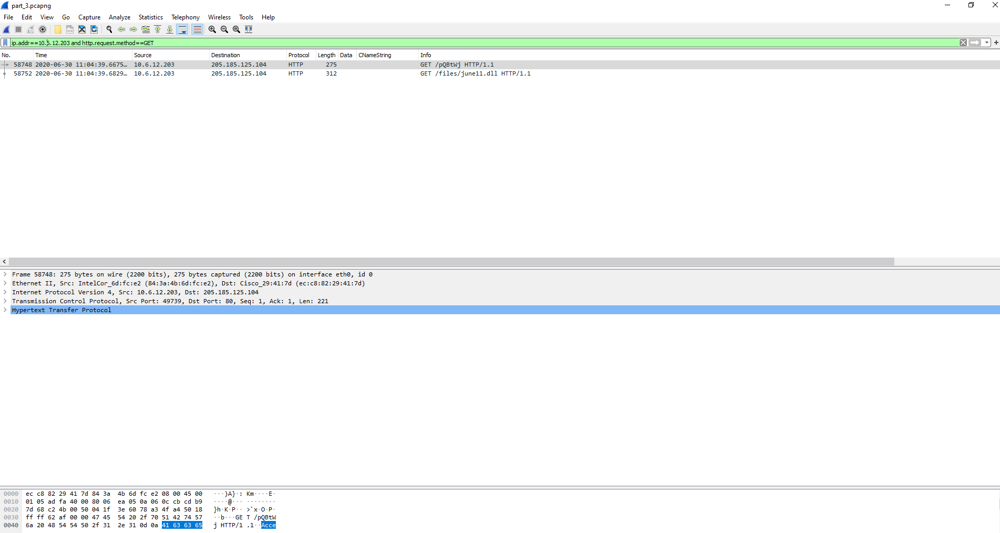 part_3.pcapng
File Edit View Go Capture Analyze Statistics Telephony Wireless Tools Help
ip.addr==10.6.12.203 and http.request.method==GET
No. Time Source Destination Protocol Length Data CNameString Info
58748 2020-06-30 11:04:39.6675… 10.6.12.203 205.185.125.104 HTTP 275 GET /pQBtWj HTTP/1.1
58752 2020-06-30 11:04:39.6829… 10.6.12.203 205.185.125.104 HTTP 312 GET /files/june11.dll HTTP/1.1
Frame 58748: 275 bytes on wire (2200 bits), 275 bytes captured (2200 bits) on interface eth0, id 0
Ethernet II, Src: IntelCor_6d:fc:e2 (84:3a:4b:6d:fc:e2), Dst: Cisco_29:41:7d (ec:c8:82:29:41:7d)
Internet Protocol Version 4, Src: 10.6.12.203, Dst: 205.185.125.104
Transmission Control Protocol, Src Port: 49739, Dst Port: 80, Seq: 1, Ack: 1, Len: 221
Hypertext Transfer Protocol
0000 ec c8 82 29 41 7d 84 3a 4b 6d fc e2 08 00 45 00 ···)A}·: Km····E·
0010 01 05 ad fa 40 00 80 06 ea 05 0a 06 0c cb cd b9 ····@··· ········
0020 7d 68 c2 4b 00 50 04 1f 3e 60 78 a3 4f a4 50 18 }h·K·P·· >`x·O·P·
0030 ff ff 62 af 00 00 47 45 54 20 2f 70 51 42 74 57 ··b···GE T /pQBtW
0040 6a 20 48 54 54 50 2f 31 2e 31 0d 0a 41 63 63 65 j HTTP/1 .1··Acce